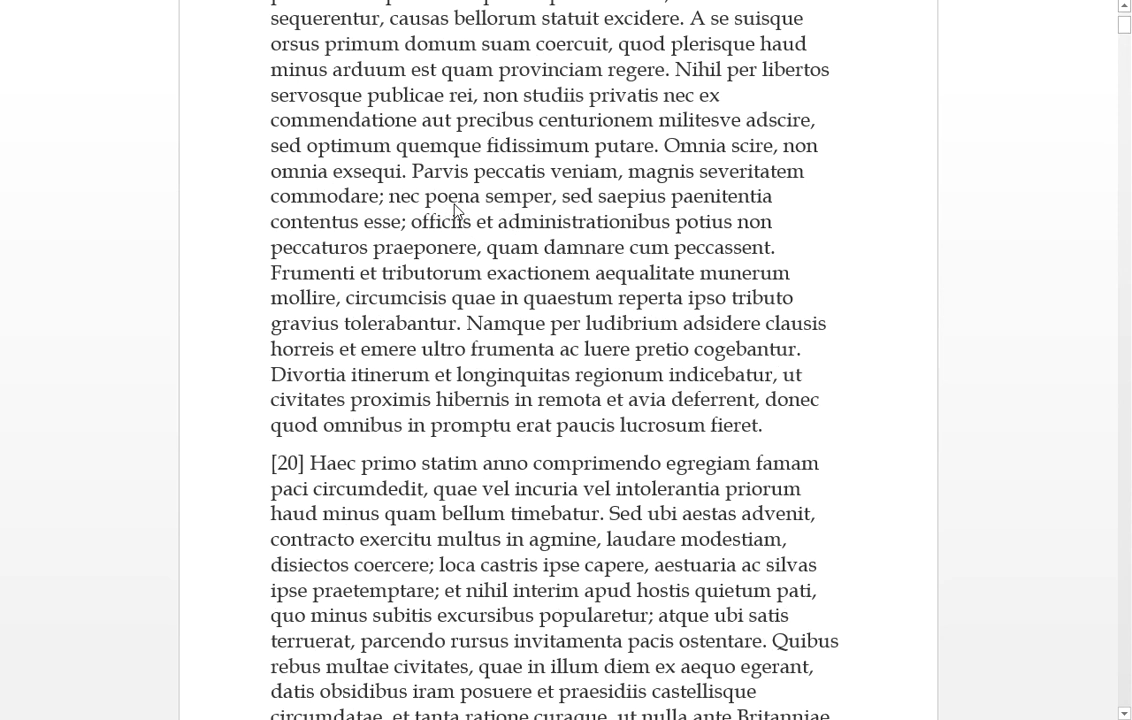 sequerentur, causas bellorum statuit excidere. A se suisque
orsus primum domum suam coercuit, quod plerisque haud
minus arduum est quam provinciam regere. Nihil per libertos
servosque publicae rei, non studiis privatis nec ex
commendatione aut precibus centurionem militesve adscire,
sed optimum quemque fidissimum putare. Omnia scire, non
omnia exsequi. Parvis peccatis veniam, magnis severitatem
commodare; nec poena semper, sed saepius paenitentia
contentus esse; officiis et administrationibus potius non
peccaturos praeponere, quam damnare cum peccassent.
Frumenti et tributorum exactionem aequalitate munerum
mollire, circumcisis quae in quaestum reperta ipso tributo
gravius tolerabantur. Namque per ludibrium adsidere clausis
horreis et emere ultro frumenta ac luere pretio cogebantur.
Divortia itinerum et longinquitas regionum indicebatur, ut
civitates proximis hibernis in remota et avia deferrent, donec
quod omnibus in promptu erat paucis lucrosum fieret.
[20] Haec primo statim anno comprimendo egregiam famam
paci circumdedit, quae vel incuria vel intolerantia priorum
haud minus quam bellum timebatur. Sed ubi aestas advenit,
contracto exercitu multus in agmine, laudare modestiam,
disiectos coercere; loca castris ipse capere, aestuaria ac silvas
ipse praetemptare; et nihil interim apud hostis quietum pati,
quo minus subitis excursibus popularetur; atque ubi satis
terruerat, parcendo rursus invitamenta pacis ostentare. Quibus
rebus multae civitates, quae in illum diem ex aequo egerant,
datis obsidibus iram posuere et praesidiis castellisque
circumdatae, et tanta ratione curaque, ut nulla ante Britanniae